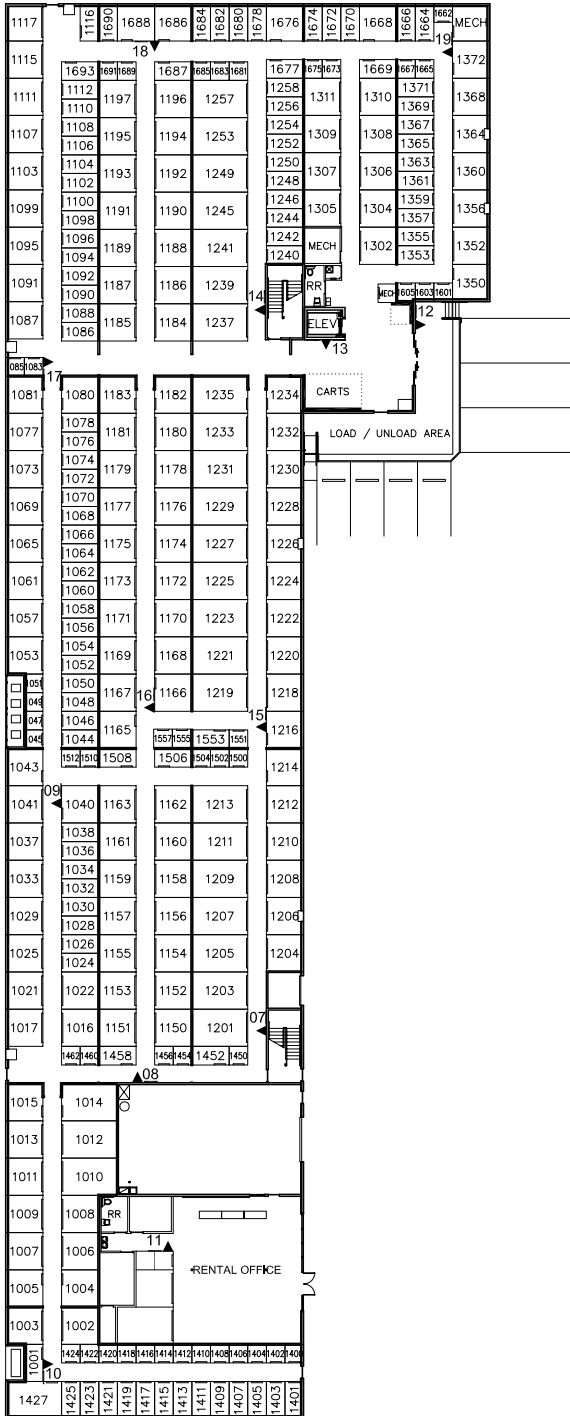 1117 1116 1690 1688 1686 1684 1682 1680 1678 1676 1674 1672 1670 1668 1666 1664 1662 MECH
18 19
1115 1693 1691 1689 1687 1685 1683 1681 1677 1675 1673 1669 1667 1665 1372
1111 1112 1197 1196 1257 1258 1311 1310 1371 1368
1110 1256 1369
1107 1108 1195 1194 1253 1254 1309 1308 1367 1364
1106 1252 1365
1103 1104 1193 1192 1249 1250 1307 1306 1363 1360
1102 1248 1361
1099 1100 1191 1190 1245 1246 1305 1304 1359 1356
1098 1244 1357
1095 1096 1189 1188 1241 1242 MECH 1302 1355 1352
1094 1240 1353
1091 1092 1187 1186 1239 RR 1350
1090 14 MECH 1605 1603 1601
1087 1088 1185 1184 1237 ELEV 12
1086 13
085 1083 17
1081 1080 1183 1182 1235 1234 CARTS
1077 1078 1181 1180 1233 1232 LOAD / UNLOAD AREA
1076
1073 1074 1179 1178 1231 1230
1072
1069 1070 1177 1176 1229 1228
1068
1065 1066 1175 1174 1227 1226
1064
1061 1062 1173 1172 1225 1224
1060
1057 1058 1171 1170 1223 1222
1056
1053 1054 1169 1168 1221 1220
1052
1051 1050 1167 1166 1219 1218
049 1048 16
047 1046 1165 15 1216
045 1044 1557 1555 1553 1551
1043 1512 1510 1508 1506 1504 1502 1500 1214
09
1041 1040 1163 1162 1213 1212
1037 1038 1161 1160 1211 1210
1036
1033 1034 1159 1158 1209 1208
1032
1029 1030 1157 1156 1207 1206
1028
1025 1026 1155 1154 1205 1204
1024
1021 1022 1153 1152 1203
1017 1016 1151 1150 1201 07
1462 1460 1458 1456 1454 1452 1450
08
1015 1014
1013 1012
1011 1010
1009 1008 RR
1007 1006 11
1005 1004 RENTAL OFFICE
1003 1002
1001 10 1424 1422 1420 1418 1416 1414 1412 1410 1408 1406 1404 1402 1400
1427 1425 1423 1421 1419 1417 1415 1413 1411 1409 1407 1405 1403 1401